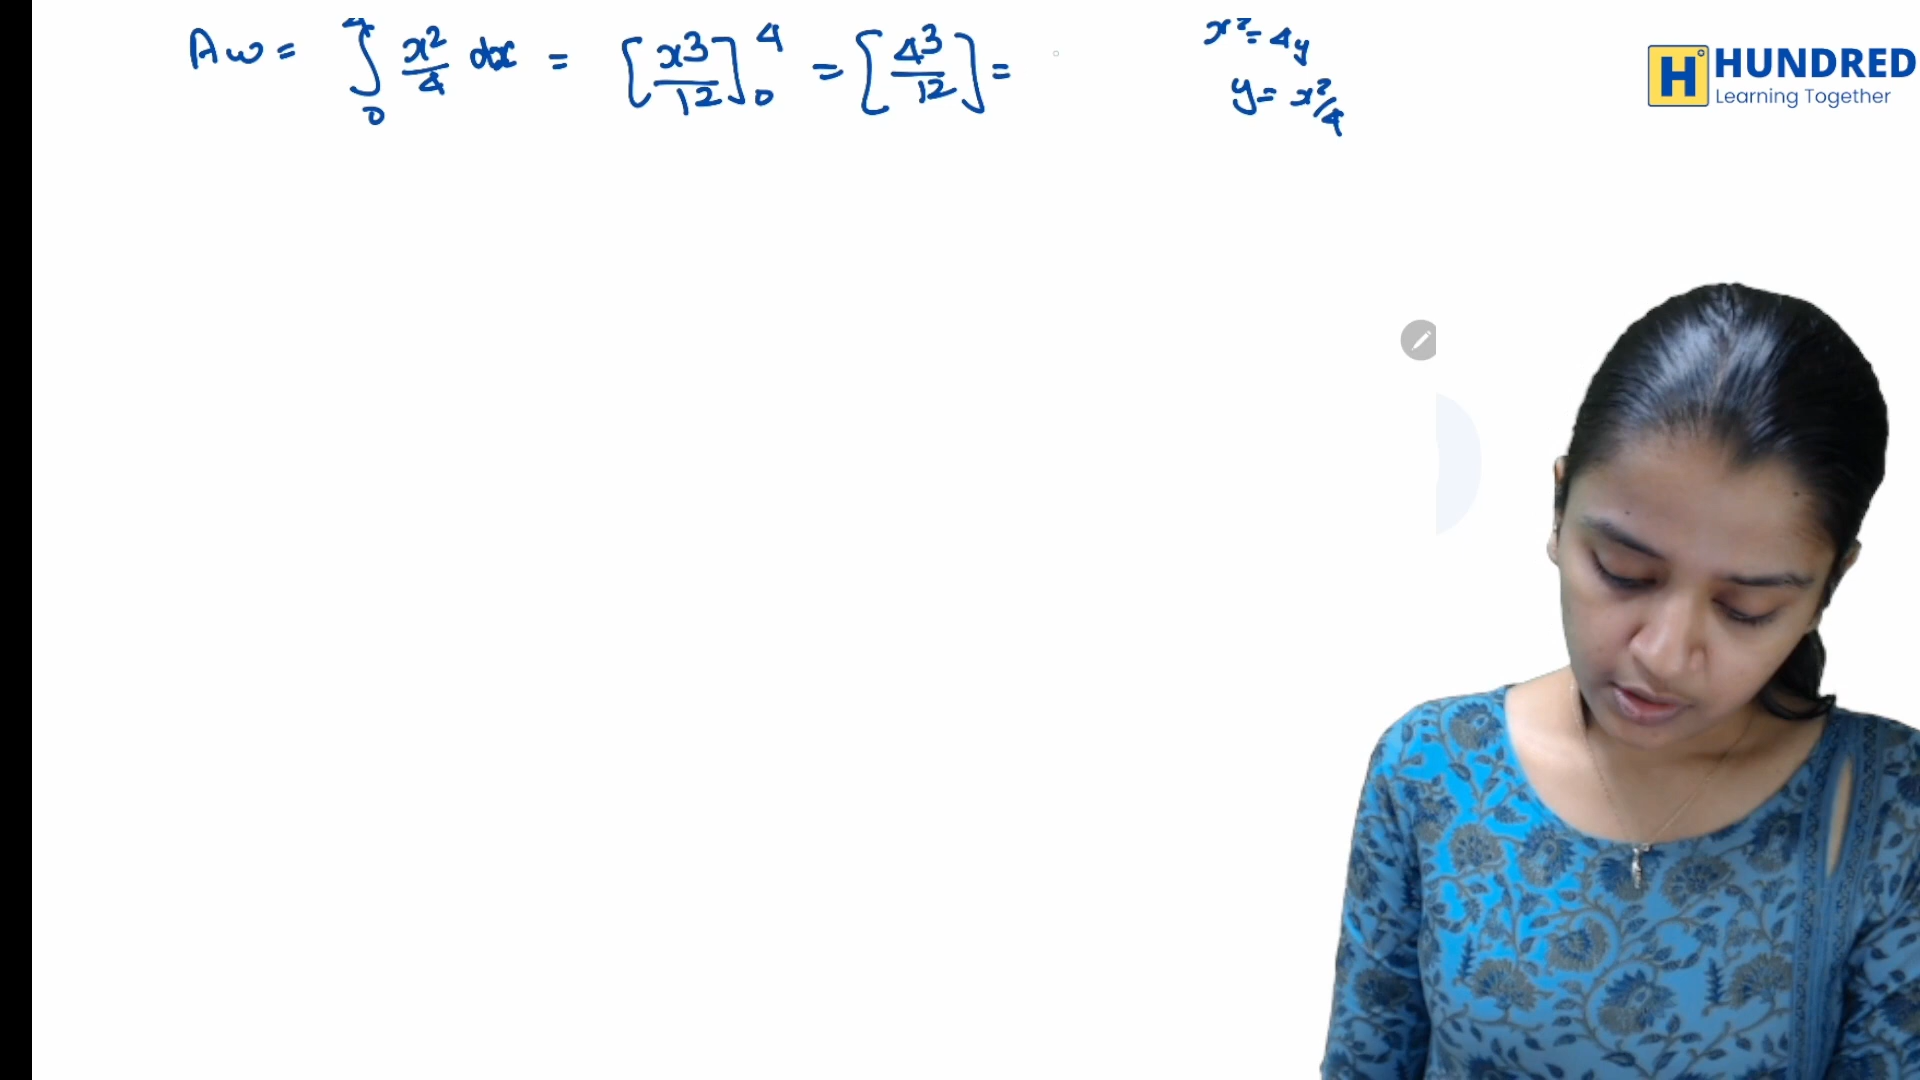 Aω = ∫₀⁴ x²/4 dx = [x³/12]₀⁴ = [4³/12] =
x² = 4y
y = x²/4
H HUNDRED
Learning Together